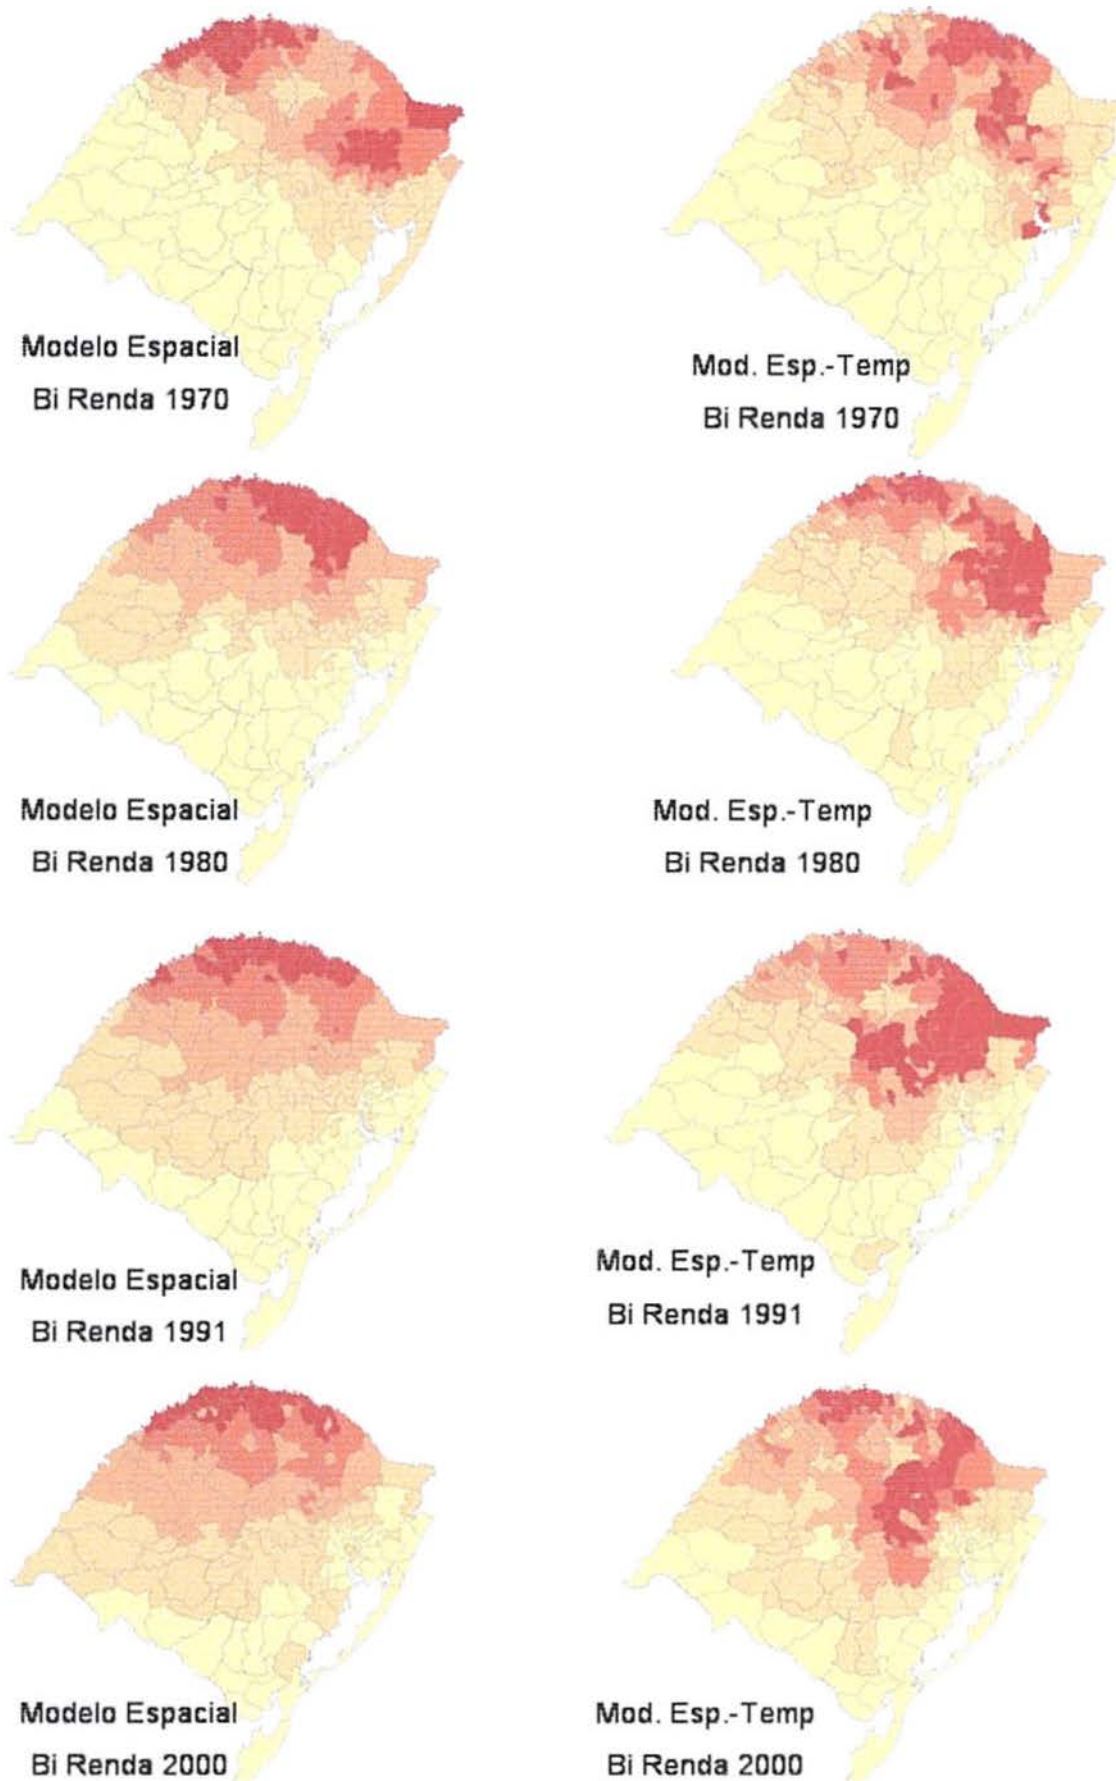 Modelo Espacial
Bi Renda 1970
Mod. Esp.-Temp
Bi Renda 1970
Modelo Espacial
Bi Renda 1980
Mod. Esp.-Temp
Bi Renda 1980
Modelo Espacial
Bi Renda 1991
Mod. Esp.-Temp
Bi Renda 1991
Modelo Espacial
Bi Renda 2000
Mod. Esp.-Temp
Bi Renda 2000